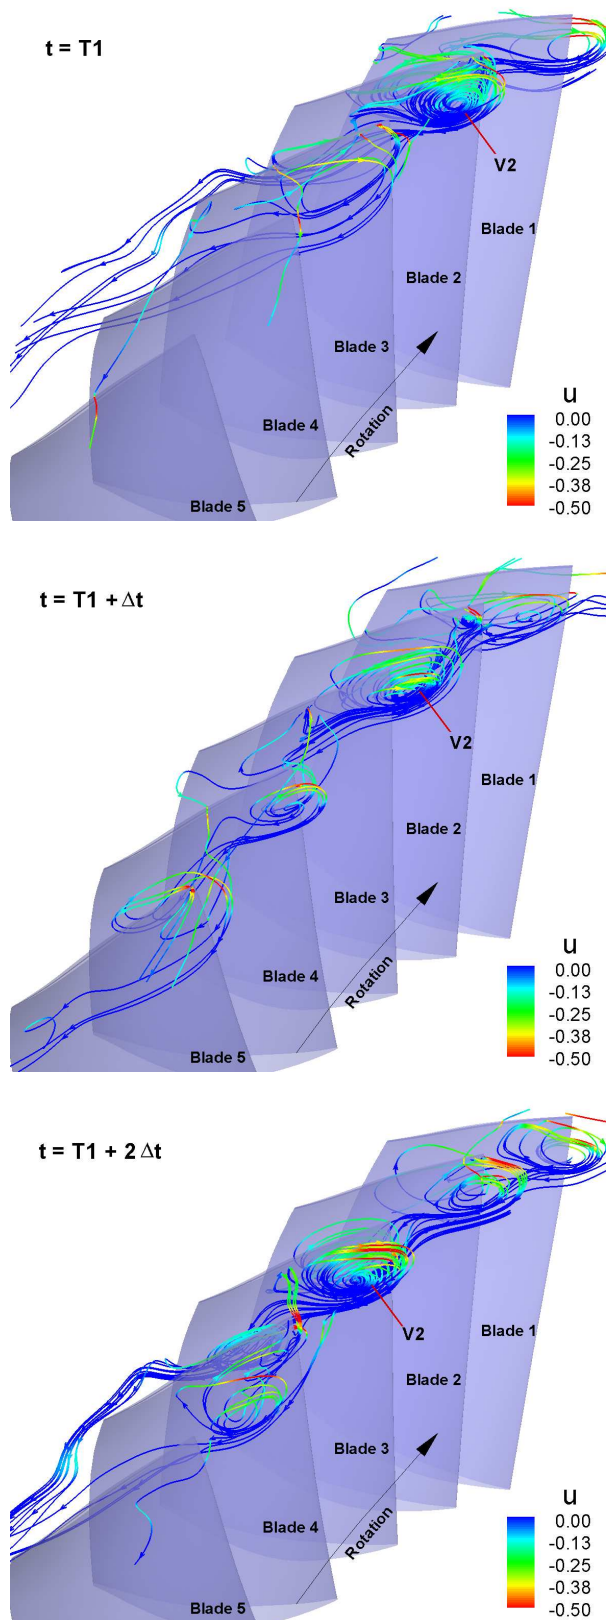 t = T1
V2
Blade 1
Blade 2
Blade 3
Blade 4
Blade 5
Rotation
u
0.00
-0.13
-0.25
-0.38
-0.50
t = T1 + Δt
V2
Blade 1
Blade 2
Blade 3
Blade 4
Blade 5
Rotation
u
0.00
-0.13
-0.25
-0.38
-0.50
t = T1 + 2 Δt
V2
Blade 1
Blade 2
Blade 3
Blade 4
Blade 5
Rotation
u
0.00
-0.13
-0.25
-0.38
-0.50